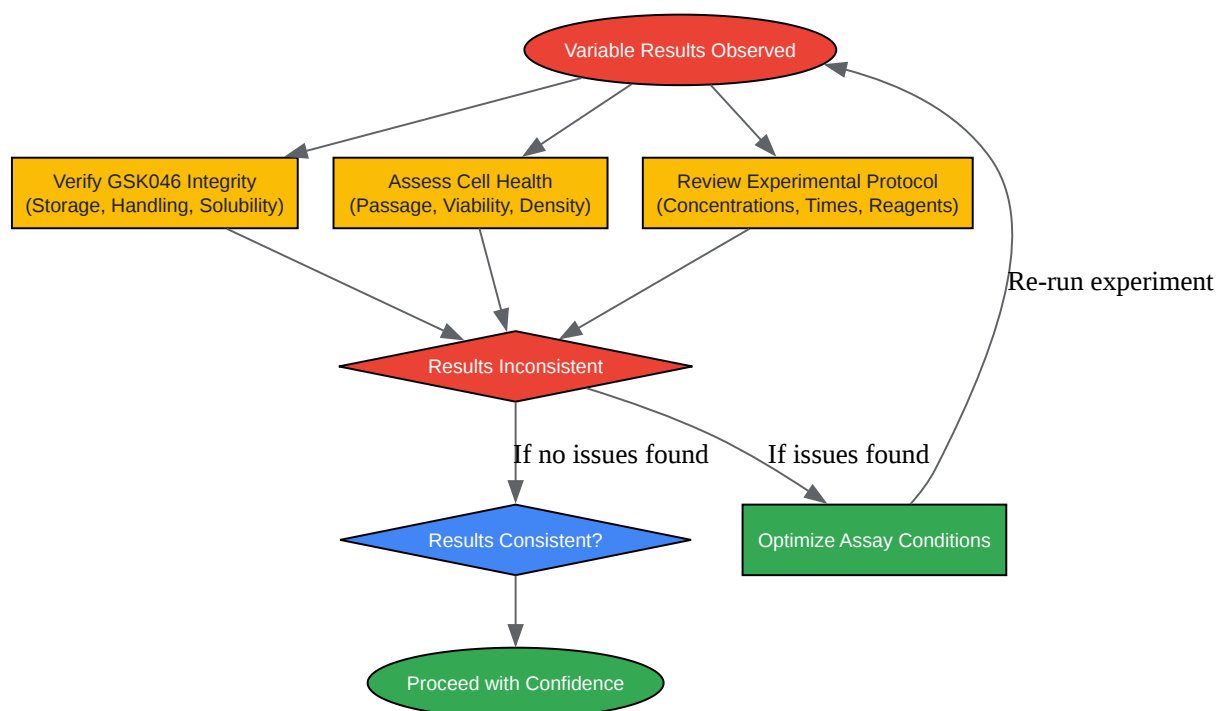 Variable Results Observed
Verify GSK046 Integrity
(Storage, Handling, Solubility)
Assess Cell Health
(Passage, Viability, Density)
Review Experimental Protocol
(Concentrations, Times, Reagents)
Re-run experiment
Results Inconsistent
If no issues found
If issues found
Results Consistent?
Optimize Assay Conditions
Proceed with Confidence